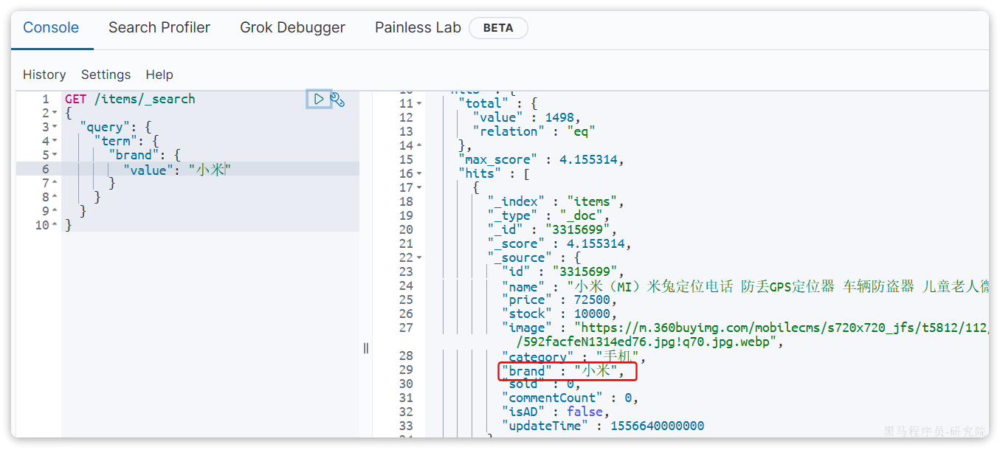 Console Search Profiler Grok Debugger Painless Lab BETA
History Settings Help
1 GET /items/_search
2 {
3 "query": {
4 "term": {
5 "brand": {
6 "value": "小米"
7 }
8 }
9 }
10 }
11 "total" : {
12 "value" : 1498,
13 "relation" : "eq"
14 },
15 "max_score" : 4.155314,
16 "hits" : [
17 {
18 "_index" : "items",
19 "_type" : "_doc",
20 "_id" : "3315699",
21 "_score" : 4.155314,
22 "_source" : {
23 "id" : "3315699",
24 "name" : "小米（MI）米兔定位电话 防丢GPS定位器 车辆防盗器 儿童老人微
25 "price" : 72500,
26 "stock" : 10000,
27 "image" : "https://m.360buyimg.com/mobilecms/s720x720_jfs/t5812/112/
/592facfeN1314ed76.jpg!q70.jpg.webp",
28 "category" : "手机",
29 "brand" : "小米",
30 "sold" : 0,
31 "commentCount" : 0,
32 "isAD" : false,
33 "updateTime" : 1556640000000
黑马程序员-研究院